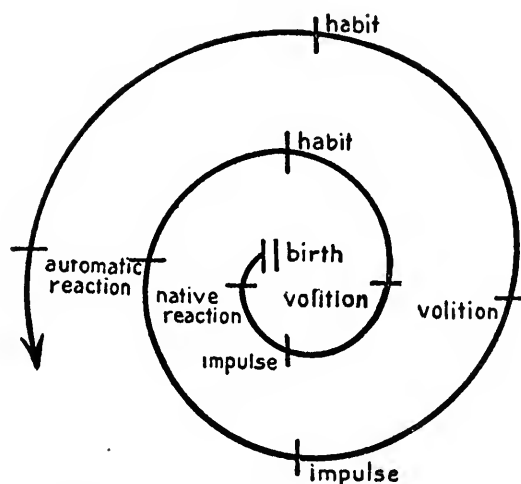 habit
habit
birth
automatic
reaction
native
reaction
volition
volition
impulse
impulse